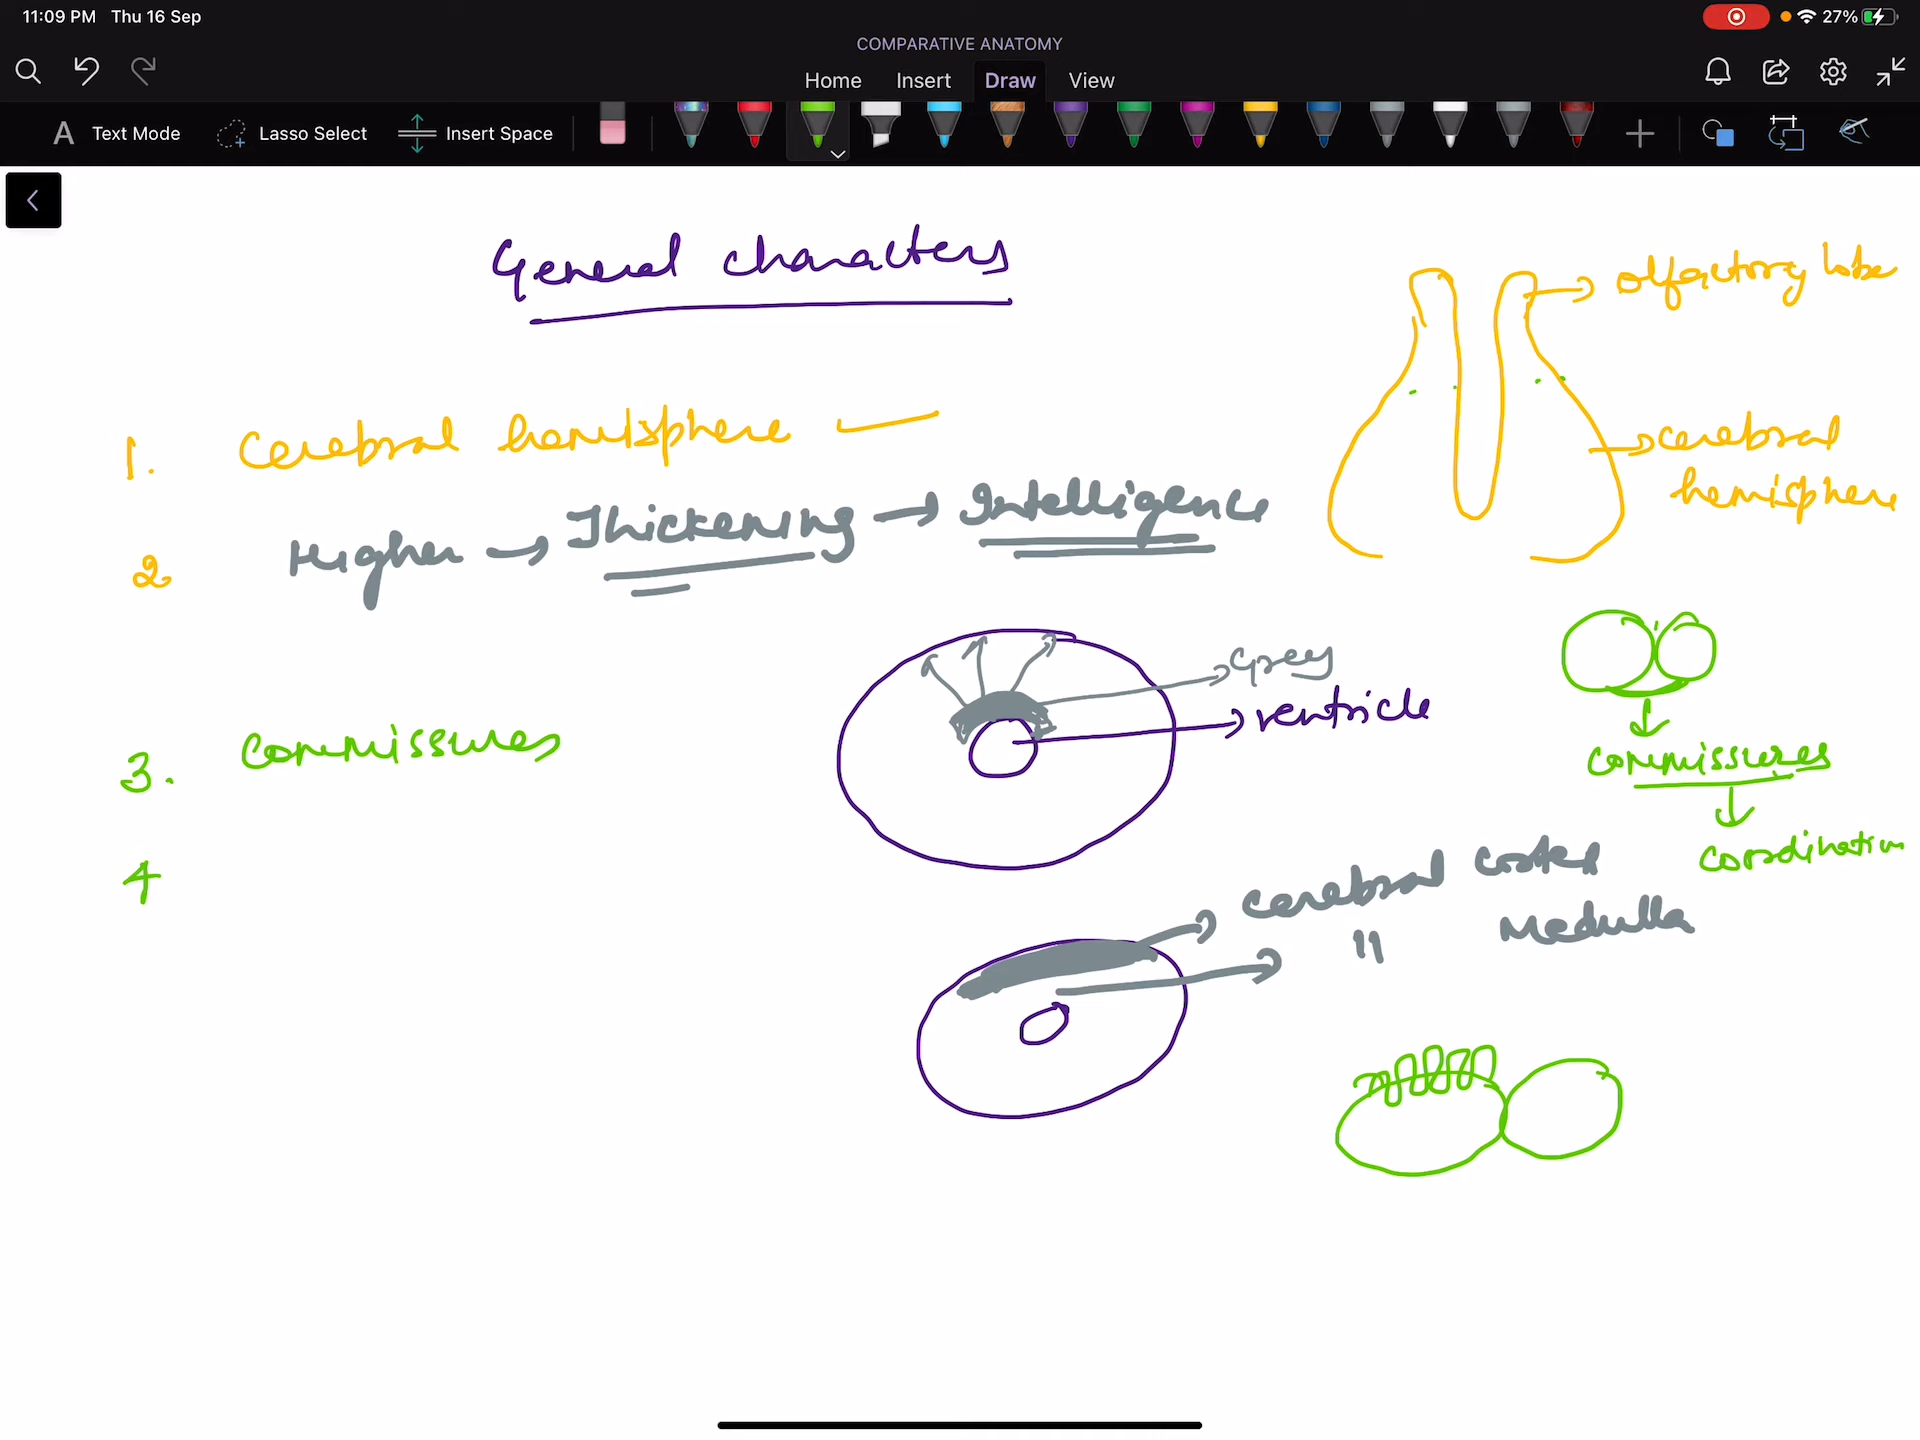 11:09 PM Thu 16 Sep
27%
COMPARATIVE ANATOMY
Home Insert Draw View
A Text Mode Lasso Select Insert Space
General characters
olfactory lobe
1. Cerebral hemisphere —
cerebral
hemisphere
2 Higher → Thickening → Intelligence
Grey
ventricle
3. Commissures
commissures
coordination
4
cerebral cortex
" Medulla